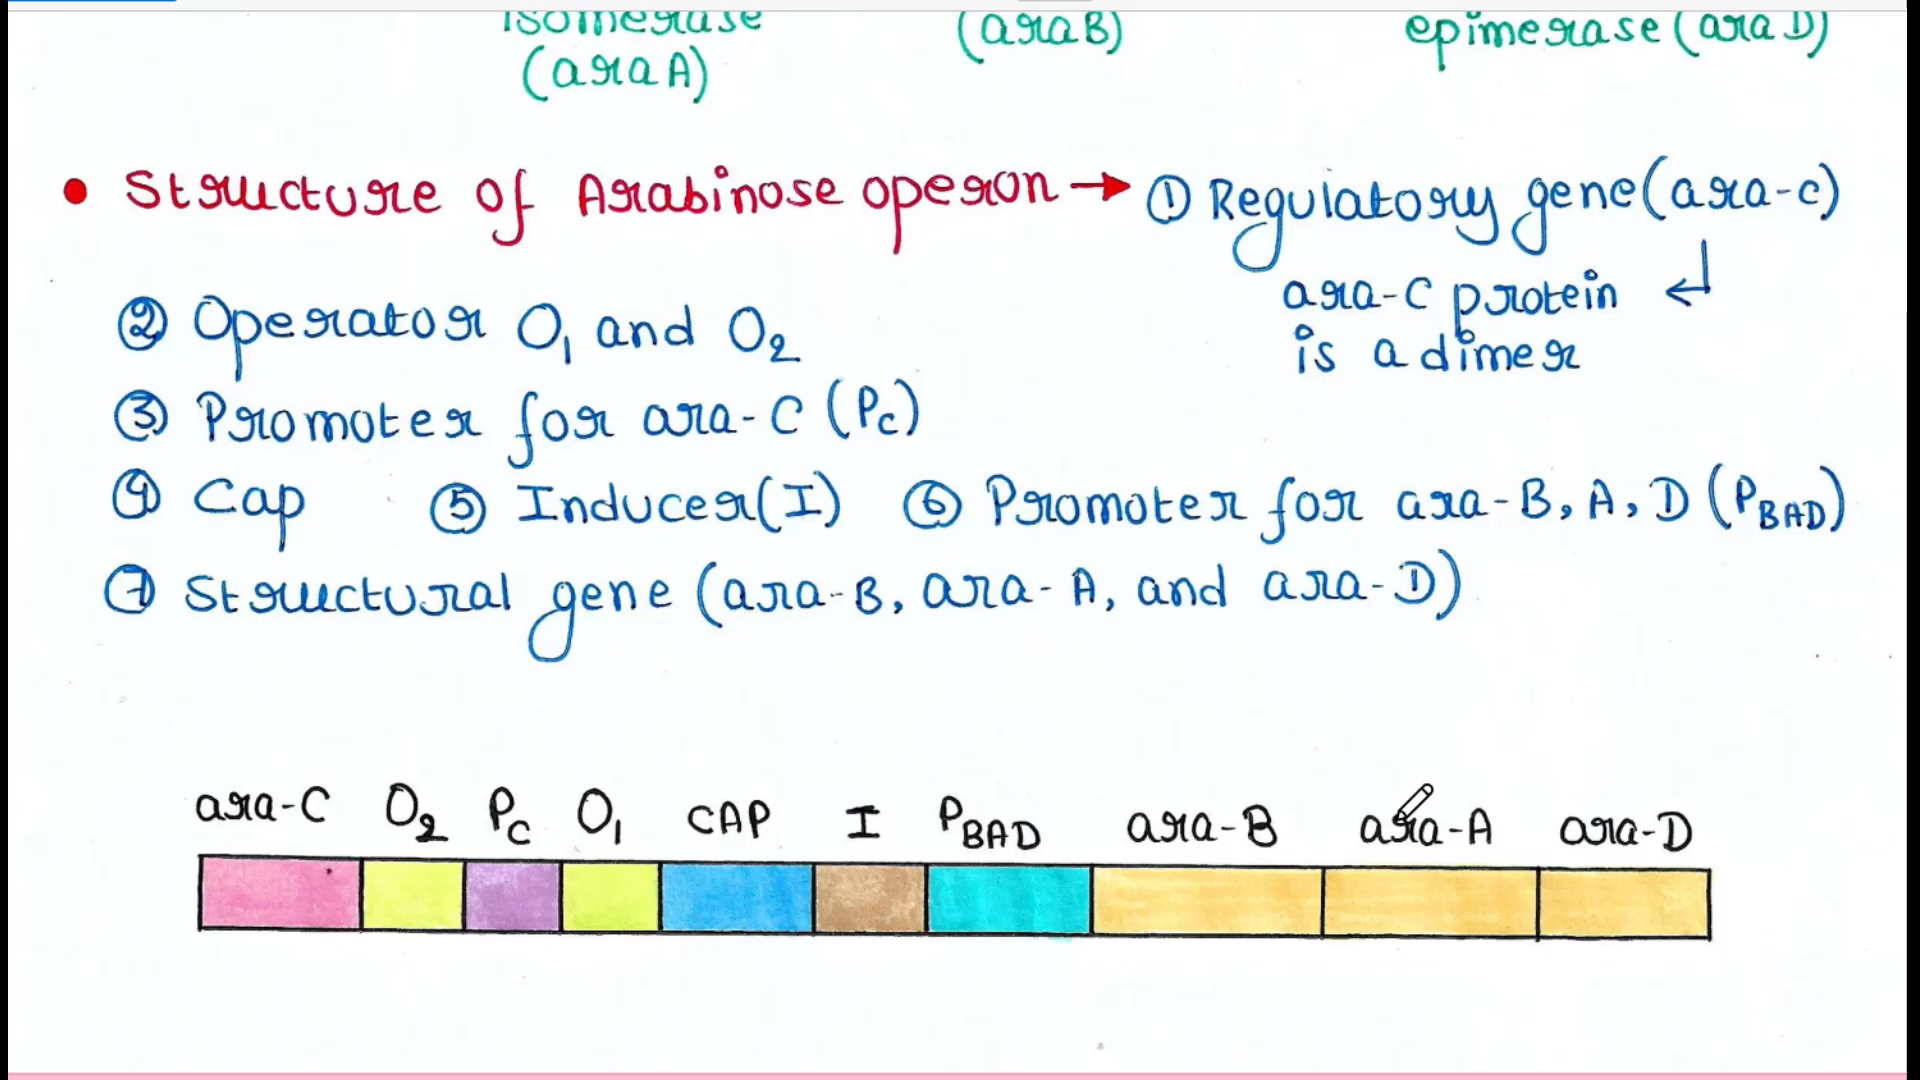 isomerase
(ara A)
(ara B)
epimerase (ara D)
• Structure of Arabinose operon → ① Regulatory gene (ara-c)
ara-C protein ↲
is a dimer
② Operator O₁ and O₂
③ Promoter for ara-C (Pc)
④ Cap ⑤ Inducer (I) ⑥ Promoter for ara-B, A, D (PBAD)
⑦ Structural gene (ara-B, ara-A, and ara-D)
ara-C O₂ Pc O₁ CAP I PBAD ara-B ara-A ara-D